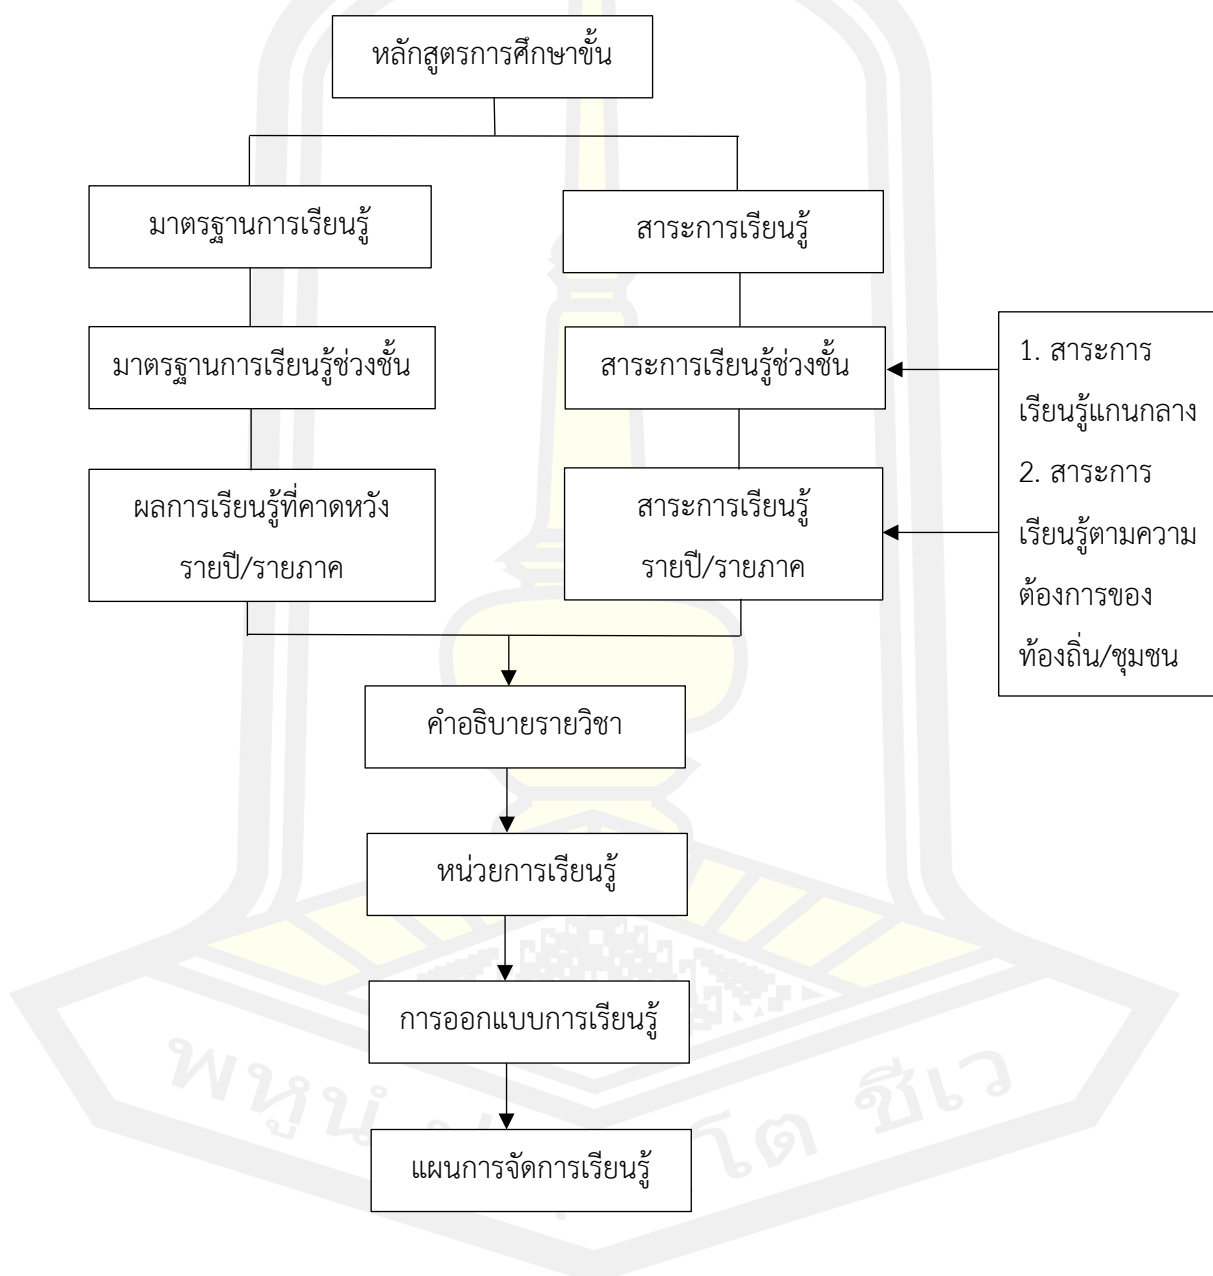 หลักสูตรการศึกษาขั้น
มาตรฐานการเรียนรู้
สาระการเรียนรู้
มาตรฐานการเรียนรู้ช่วงชั้น
สาระการเรียนรู้ช่วงชั้น
1. สาระการ
เรียนรู้แกนกลาง
2. สาระการ
เรียนรู้ตามความ
ต้องการของ
ท้องถิ่น/ชุมชน
ผลการเรียนรู้ที่คาดหวัง
รายปี/รายภาค
สาระการเรียนรู้
รายปี/รายภาค
คำอธิบายรายวิชา
หน่วยการเรียนรู้
การออกแบบการเรียนรู้
แผนการจัดการเรียนรู้
พหูนํ โต ชีเว